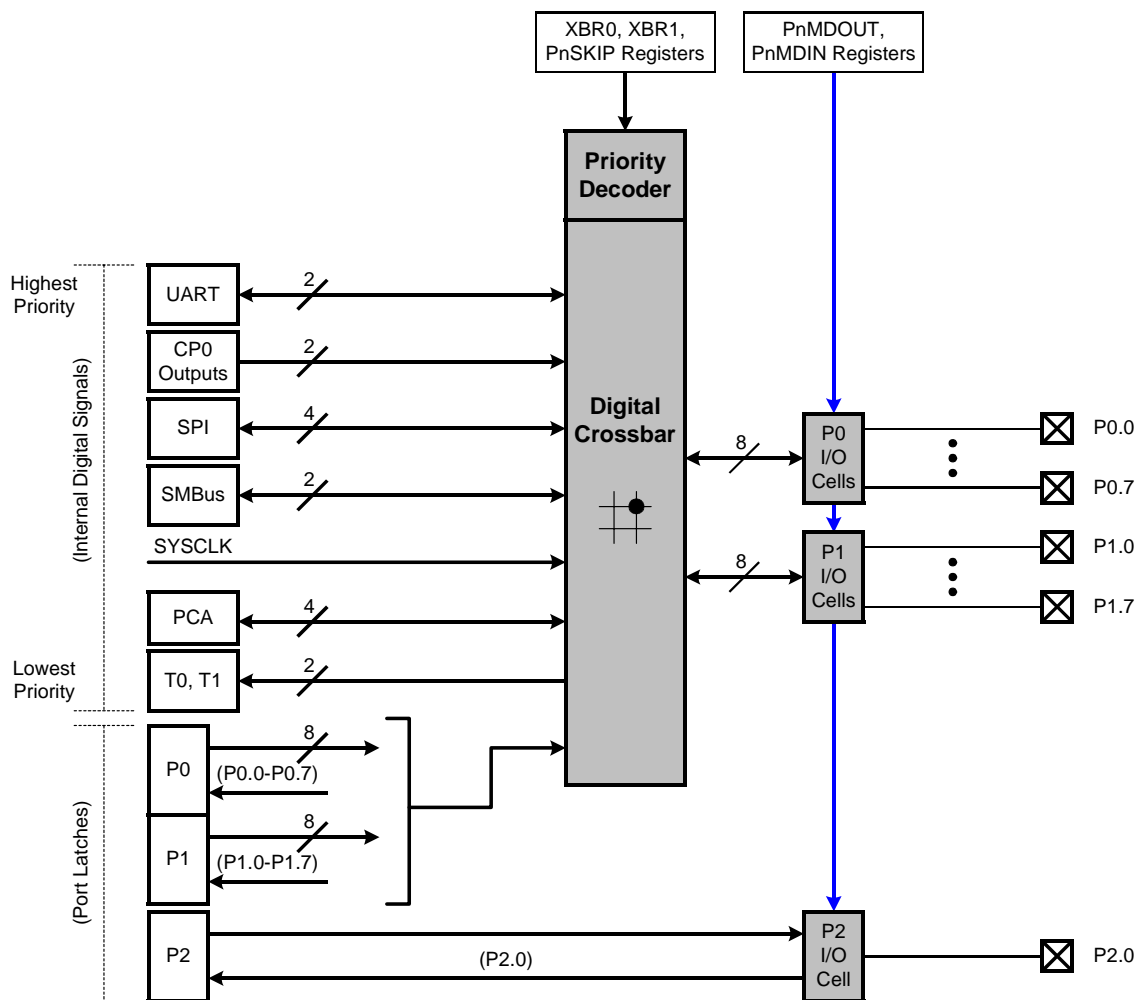 XBR0, XBR1,
PnSKIP Registers
PnMDOUT,
PnMDIN Registers
Priority
Decoder
Highest
Priority
(Internal Digital Signals)
Lowest
Priority
UART
2
CP0
Outputs
2
SPI
4
SMBus
2
SYSCLK
PCA
4
T0, T1
2
Digital
Crossbar
8
P0
I/O
Cells
P0.0
P0.7
8
P1
I/O
Cells
P1.0
P1.7
(Port Latches)
P0
8
(P0.0-P0.7)
P1
8
(P1.0-P1.7)
P2
(P2.0)
P2
I/O
Cell
P2.0